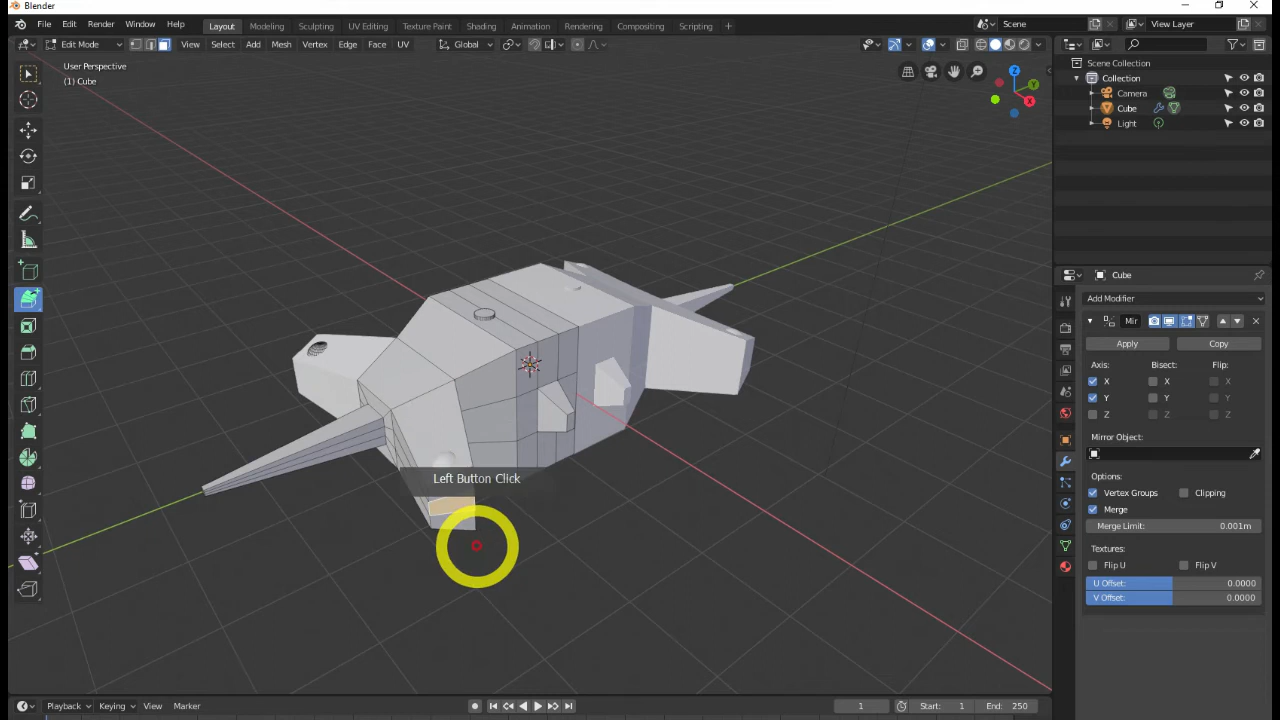 Blender
File Edit Render Window Help
Layout Modeling Sculpting UV Editing Texture Paint Shading Animation Rendering Compositing Scripting +
Scene
View Layer
Edit Mode
View Select Add Mesh Vertex Edge Face UV
Global
User Perspective
(1) Cube
Z
Y
X
Scene Collection
Collection
Camera
Cube
Light
Cube
Add Modifier
Mir
Apply Copy
Axis: Bisect: Flip:
X X X
Y Y Y
Z Z Z
Mirror Object:
Options:
Vertex Groups Clipping
Merge
Merge Limit: 0.001m
Textures:
Flip U Flip V
U Offset: 0.0000
V Offset: 0.0000
Left Button Click
Playback Keying View Marker
1 Start: 1 End: 250